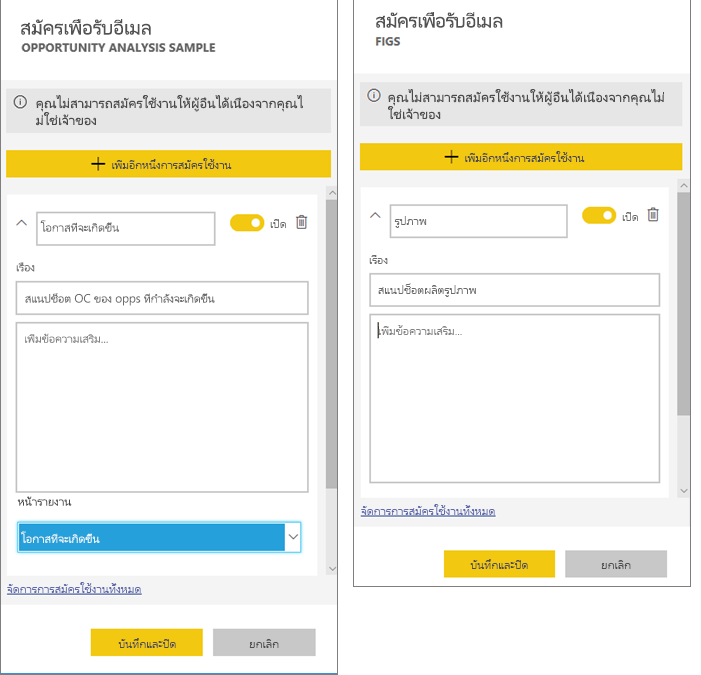 สมัครเพื่อรับอีเมล
OPPORTUNITY ANALYSIS SAMPLE
คุณไม่สามารถสมัครใช้งานให้ผู้อื่นได้เนื่องจากคุณไ
ม่ใช่เจ้าของ
เพิ่มอีกหนึ่งการสมัครใช้งาน
โอกาสที่จะเกิดขึ้น
เปิด
เรื่อง
สแนปช็อต OC ของ opps ที่กำลังจะเกิดขึ้น
เพิ่มข้อความเสริม...
หน้ารายงาน
โอกาสที่จะเกิดขึ้น
จัดการการสมัครใช้งานทั้งหมด
บันทึกและปิด
ยกเลิก
สมัครเพื่อรับอีเมล
FIGS
คุณไม่สามารถสมัครใช้งานให้ผู้อื่นได้เนื่องจากคุณไม่
ใช่เจ้าของ
เพิ่มอีกหนึ่งการสมัครใช้งาน
รูปภาพ
เปิด
เรื่อง
สแนปช็อตผลิตรูปภาพ
เพิ่มข้อความเสริม...
จัดการการสมัครใช้งานทั้งหมด
บันทึกและปิด
ยกเลิก